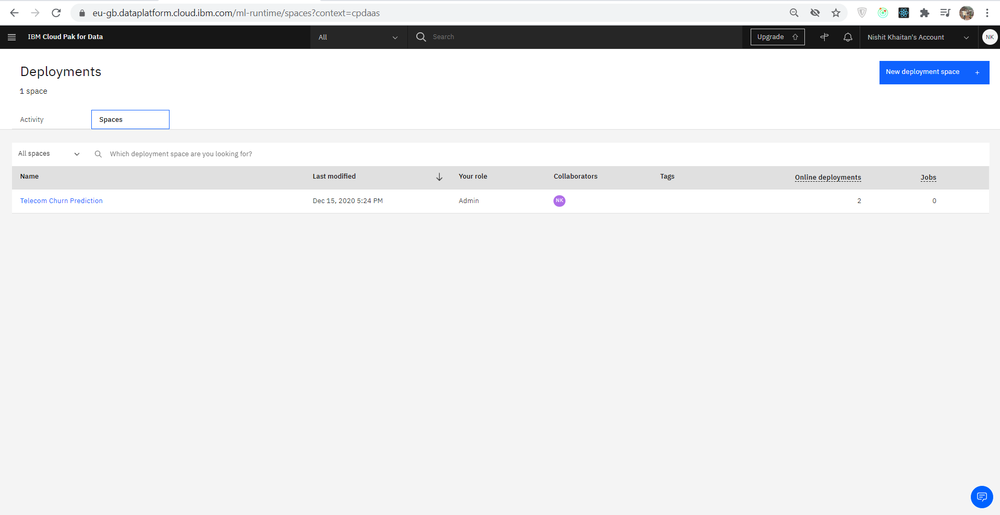 eu-gb.dataplatform.cloud.ibm.com/ml-runtime/spaces?context=cpdaas
IBM Cloud Pak for Data All Search Upgrade Nishit Khaitan's Account NK
Deployments
New deployment space +
1 space
Activity Spaces
All spaces Which deployment space are you looking for?
Name Last modified Your role Collaborators Tags Online deployments Jobs
Telecom Churn Prediction Dec 15, 2020 5:24 PM Admin NK 2 0